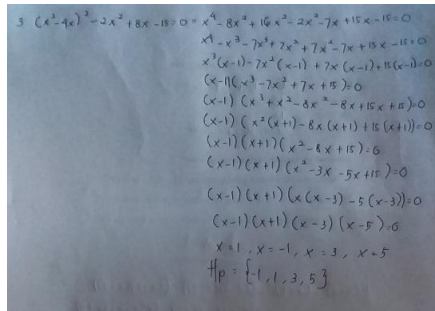 3 (x²-4x)² - 2x² + 8x - 15 = 0 = x⁴ - 8x³ + 16x² - 2x² - 7x + 15x - 15 = 0
x⁴ - x³ - 7x³ + 7x² + 7x² - 7x + 15x - 15 = 0
x³(x-1) - 7x²(x-1) + 7x(x-1) + 15(x-1) = 0
(x-1)(x³ - 7x² + 7x + 15) = 0
(x-1)(x³ + x² - 8x² - 8x + 15x + 15) = 0
(x-1)(x²(x+1) - 8x(x+1) + 15(x+1)) = 0
(x-1)(x+1)(x² - 8x + 15) = 0
(x-1)(x+1)(x² - 3x - 5x + 15) = 0
(x-1)(x+1)(x(x-3) - 5(x-3)) = 0
(x-1)(x+1)(x-3)(x-5) = 0
x = 1, x = -1, x = 3, x = 5
Hp = {-1, 1, 3, 5}